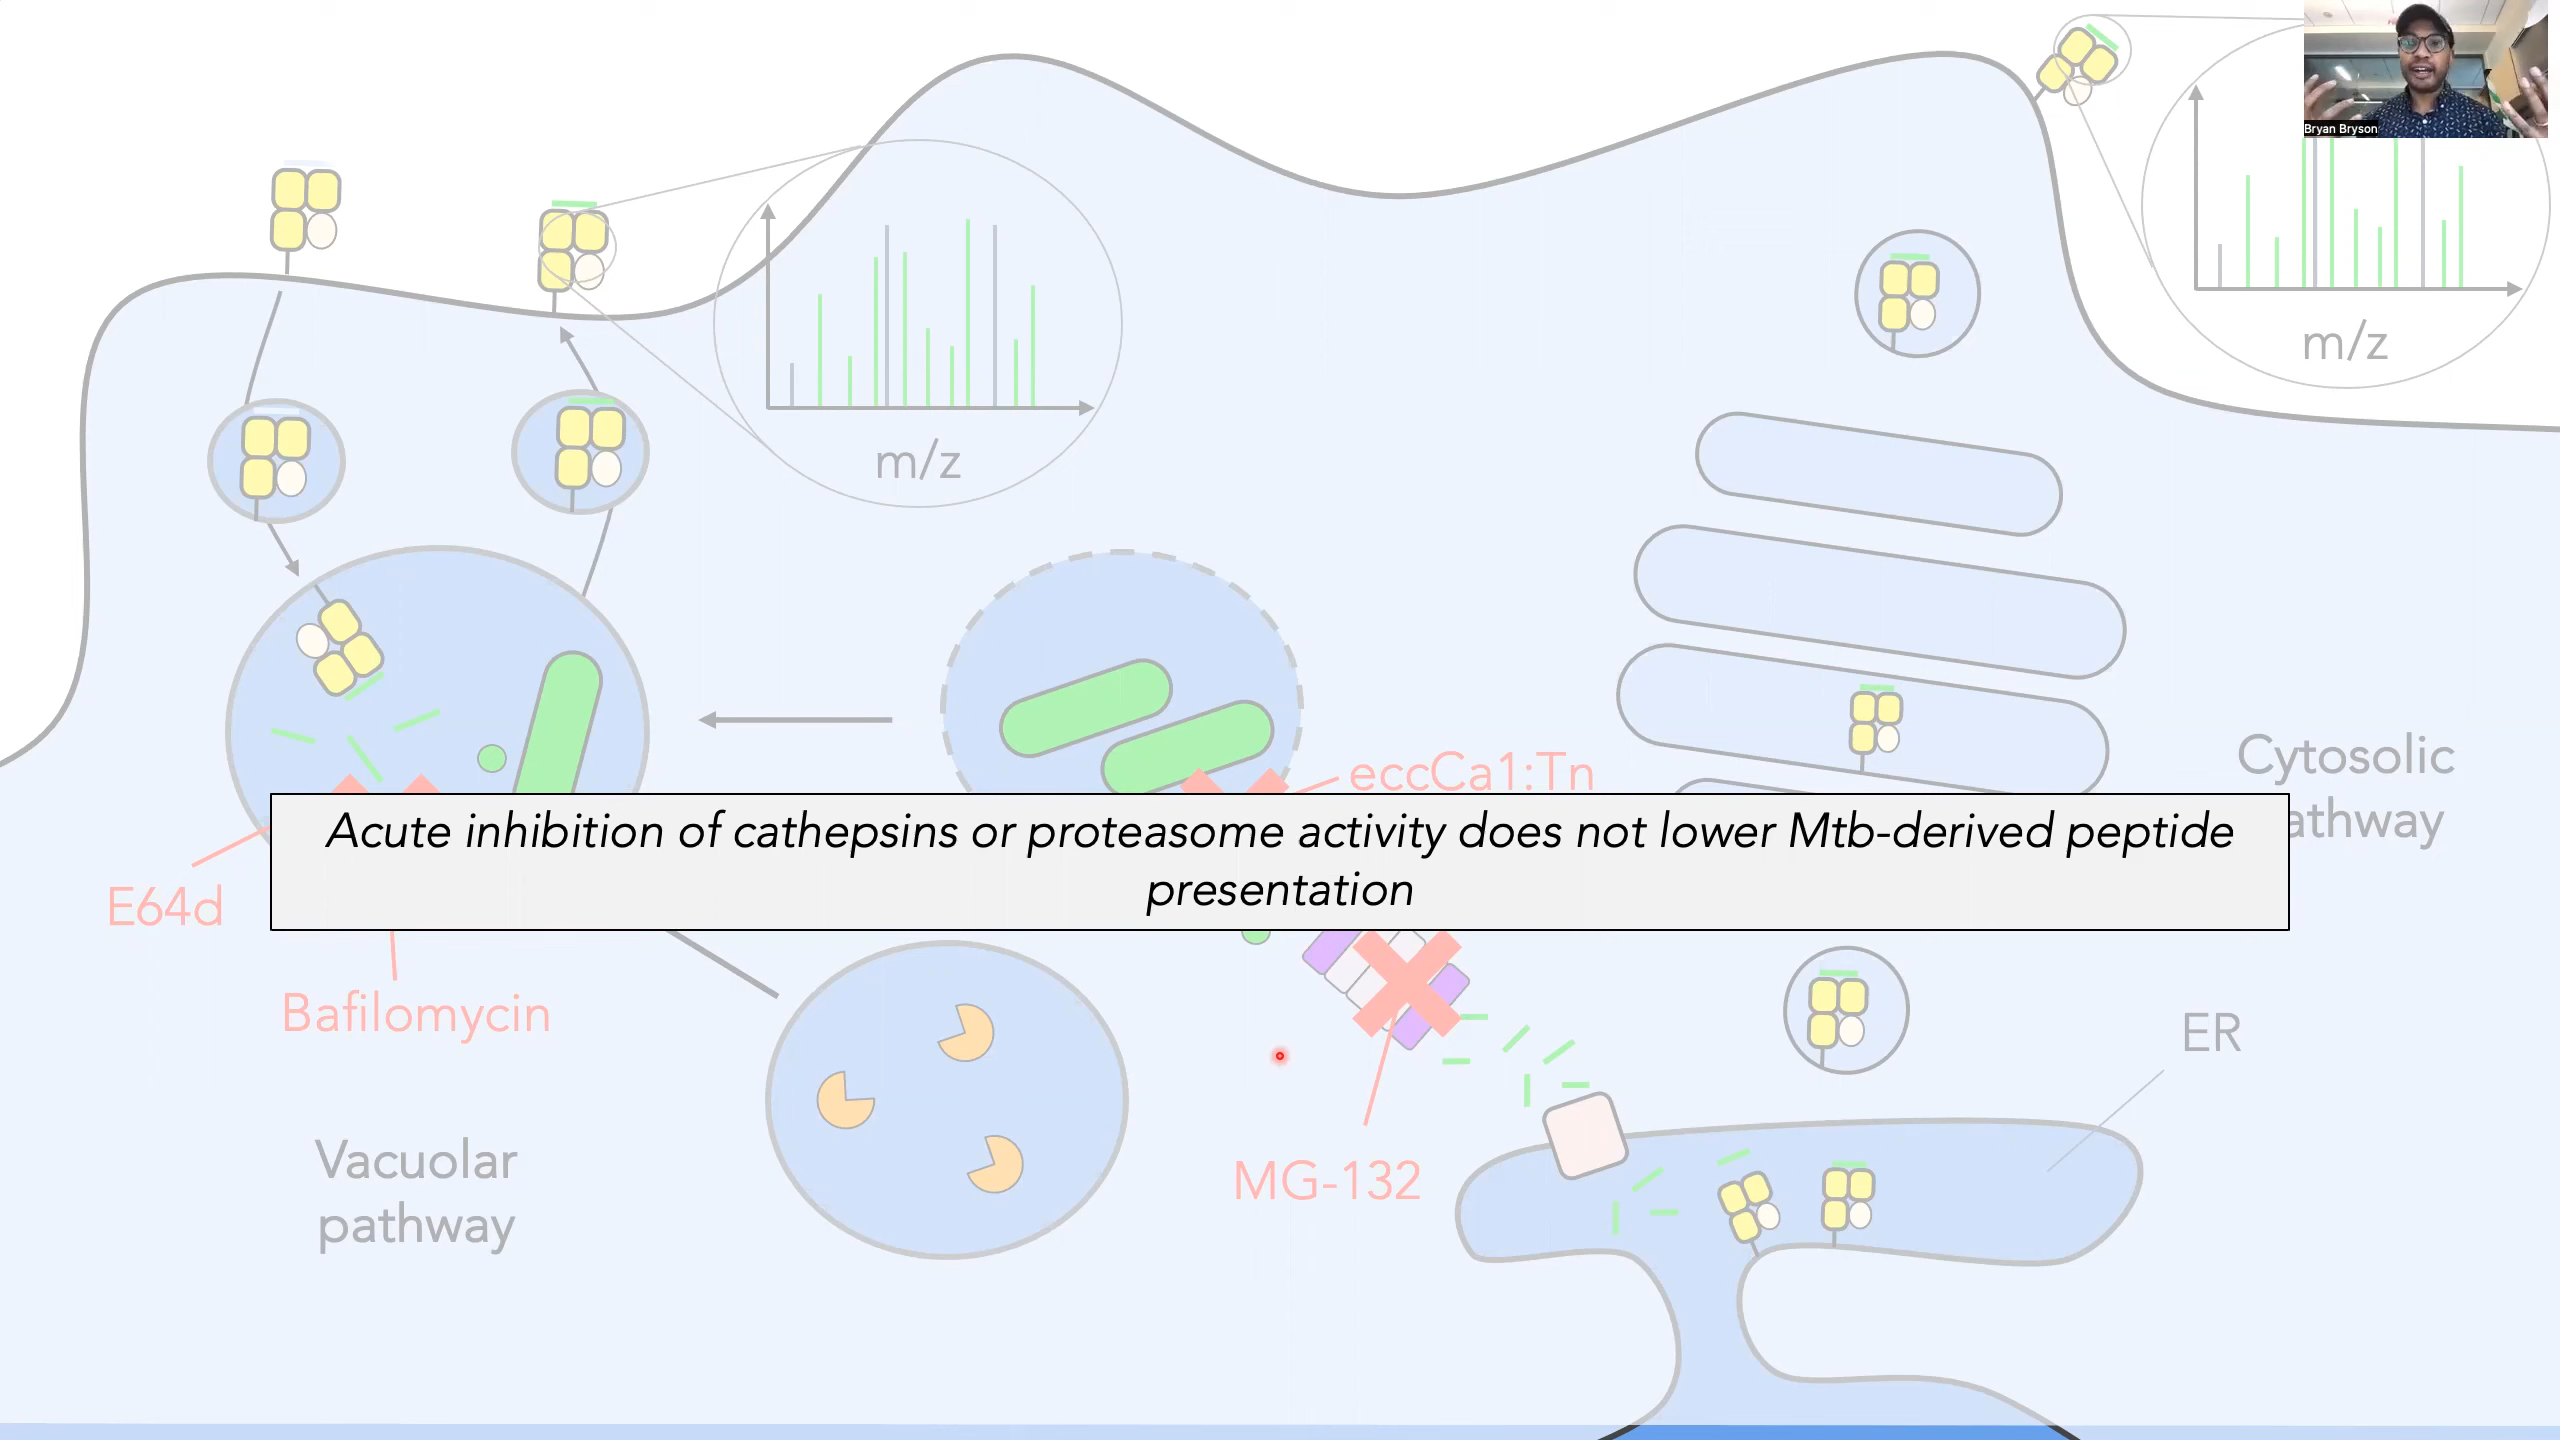 Bryan Bryson
m/z
m/z
eccCa1:Tn
Cytosolic
athway
Acute inhibition of cathepsins or proteasome activity does not lower Mtb-derived peptide
presentation
E64d
Bafilomycin
MG-132
ER
Vacuolar
pathway